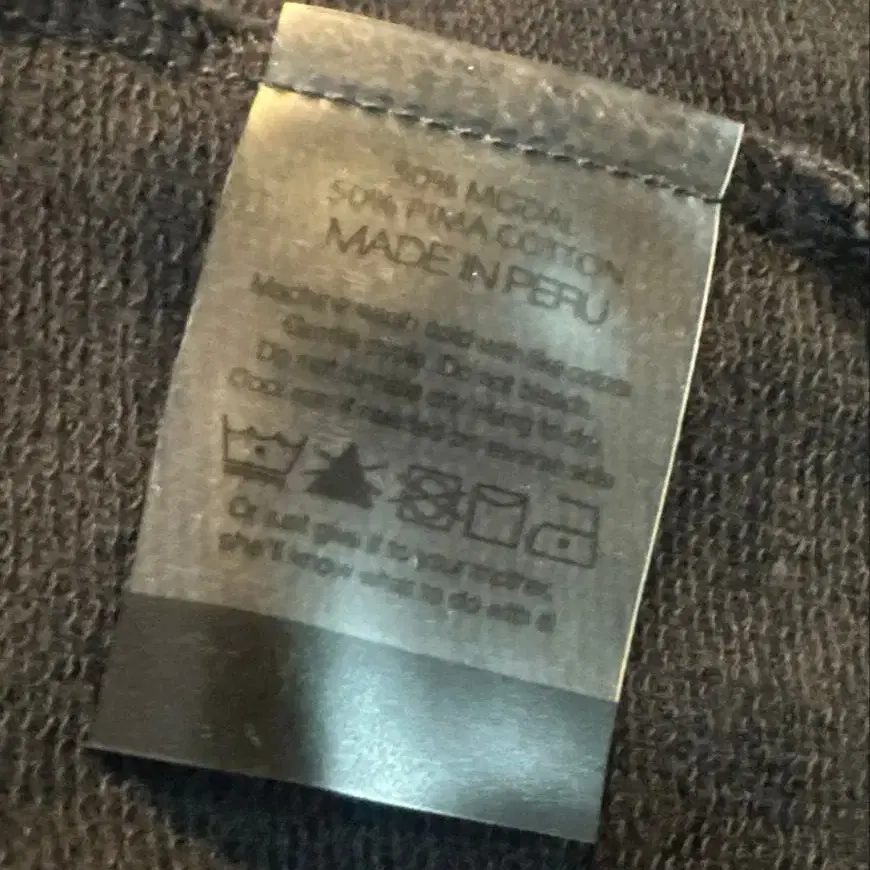 50% MODAL
50% PIMA COTTON
MADE IN PERU
Machine wash cold with like colors
Gentle cycle. Do not bleach.
Do not tumble dry. Hang to dry.
Cool iron if needed on reverse side
Or just give it to your mother,
she'll know what to do with it